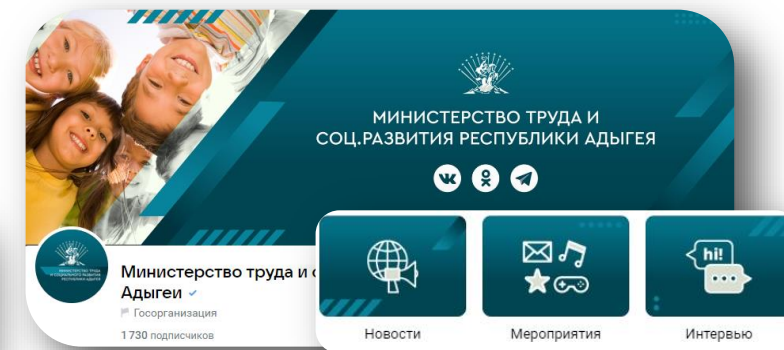 МИНИСТЕРСТВО ТРУДА И
СОЦ.РАЗВИТИЯ РЕСПУБЛИКИ АДЫГЕЯ
Министерство труда и
Адыгеи
Госорганизация
1 730 подписчиков
hi!
Новости
Мероприятия
Интервью